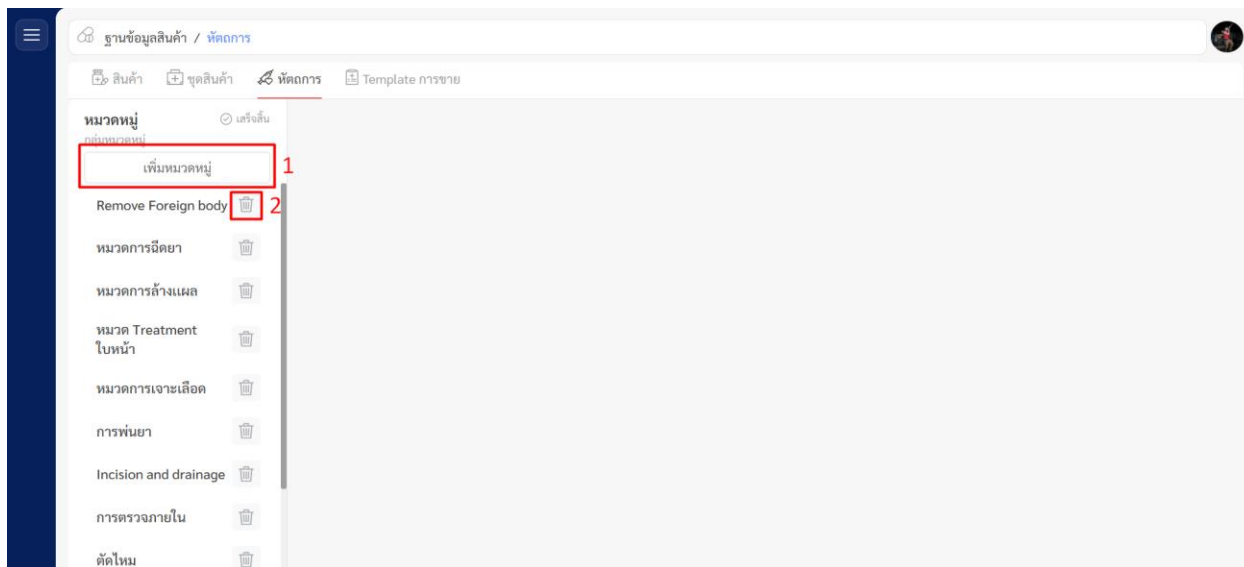 ฐานข้อมูลสินค้า / หัตถการ
สินค้า ชุดสินค้า หัตถการ Template การขาย
หมวดหมู่ เสร็จสิ้น
กลุ่มหมวดหมู่
เพิ่มหมวดหมู่ 1
Remove Foreign body 2
หมวดการฉีดยา
หมวดการล้างแผล
หมวด Treatment
ใบหน้า
หมวดการเจาะเลือด
การพ่นยา
Incision and drainage
การตรวจภายใน
ตัดไหม